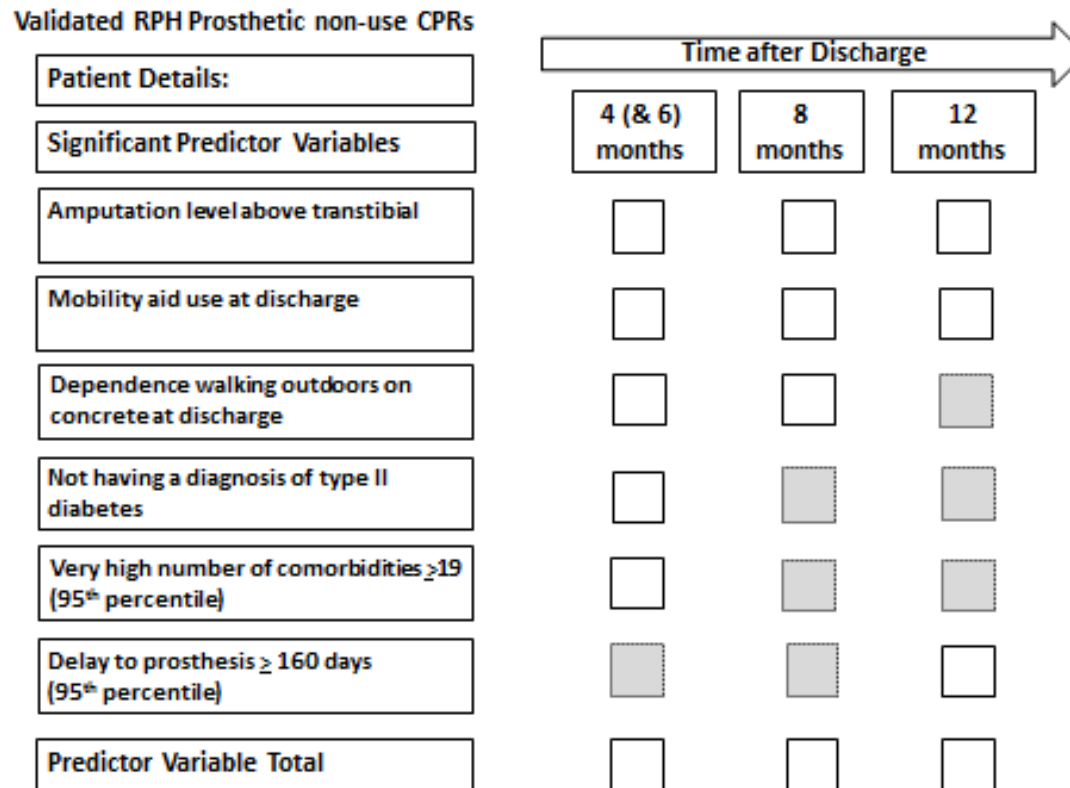 Validated RPH Prosthetic non-use CPRs
Time after Discharge
Patient Details:
4 (& 6)
months
8
months
12
months
Significant Predictor Variables
Amputation level above transtibial
Mobility aid use at discharge
Dependence walking outdoors on
concrete at discharge
Not having a diagnosis of type II
diabetes
Very high number of comorbidities ≥19
(95th percentile)
Delay to prosthesis ≥ 160 days
(95th percentile)
Predictor Variable Total